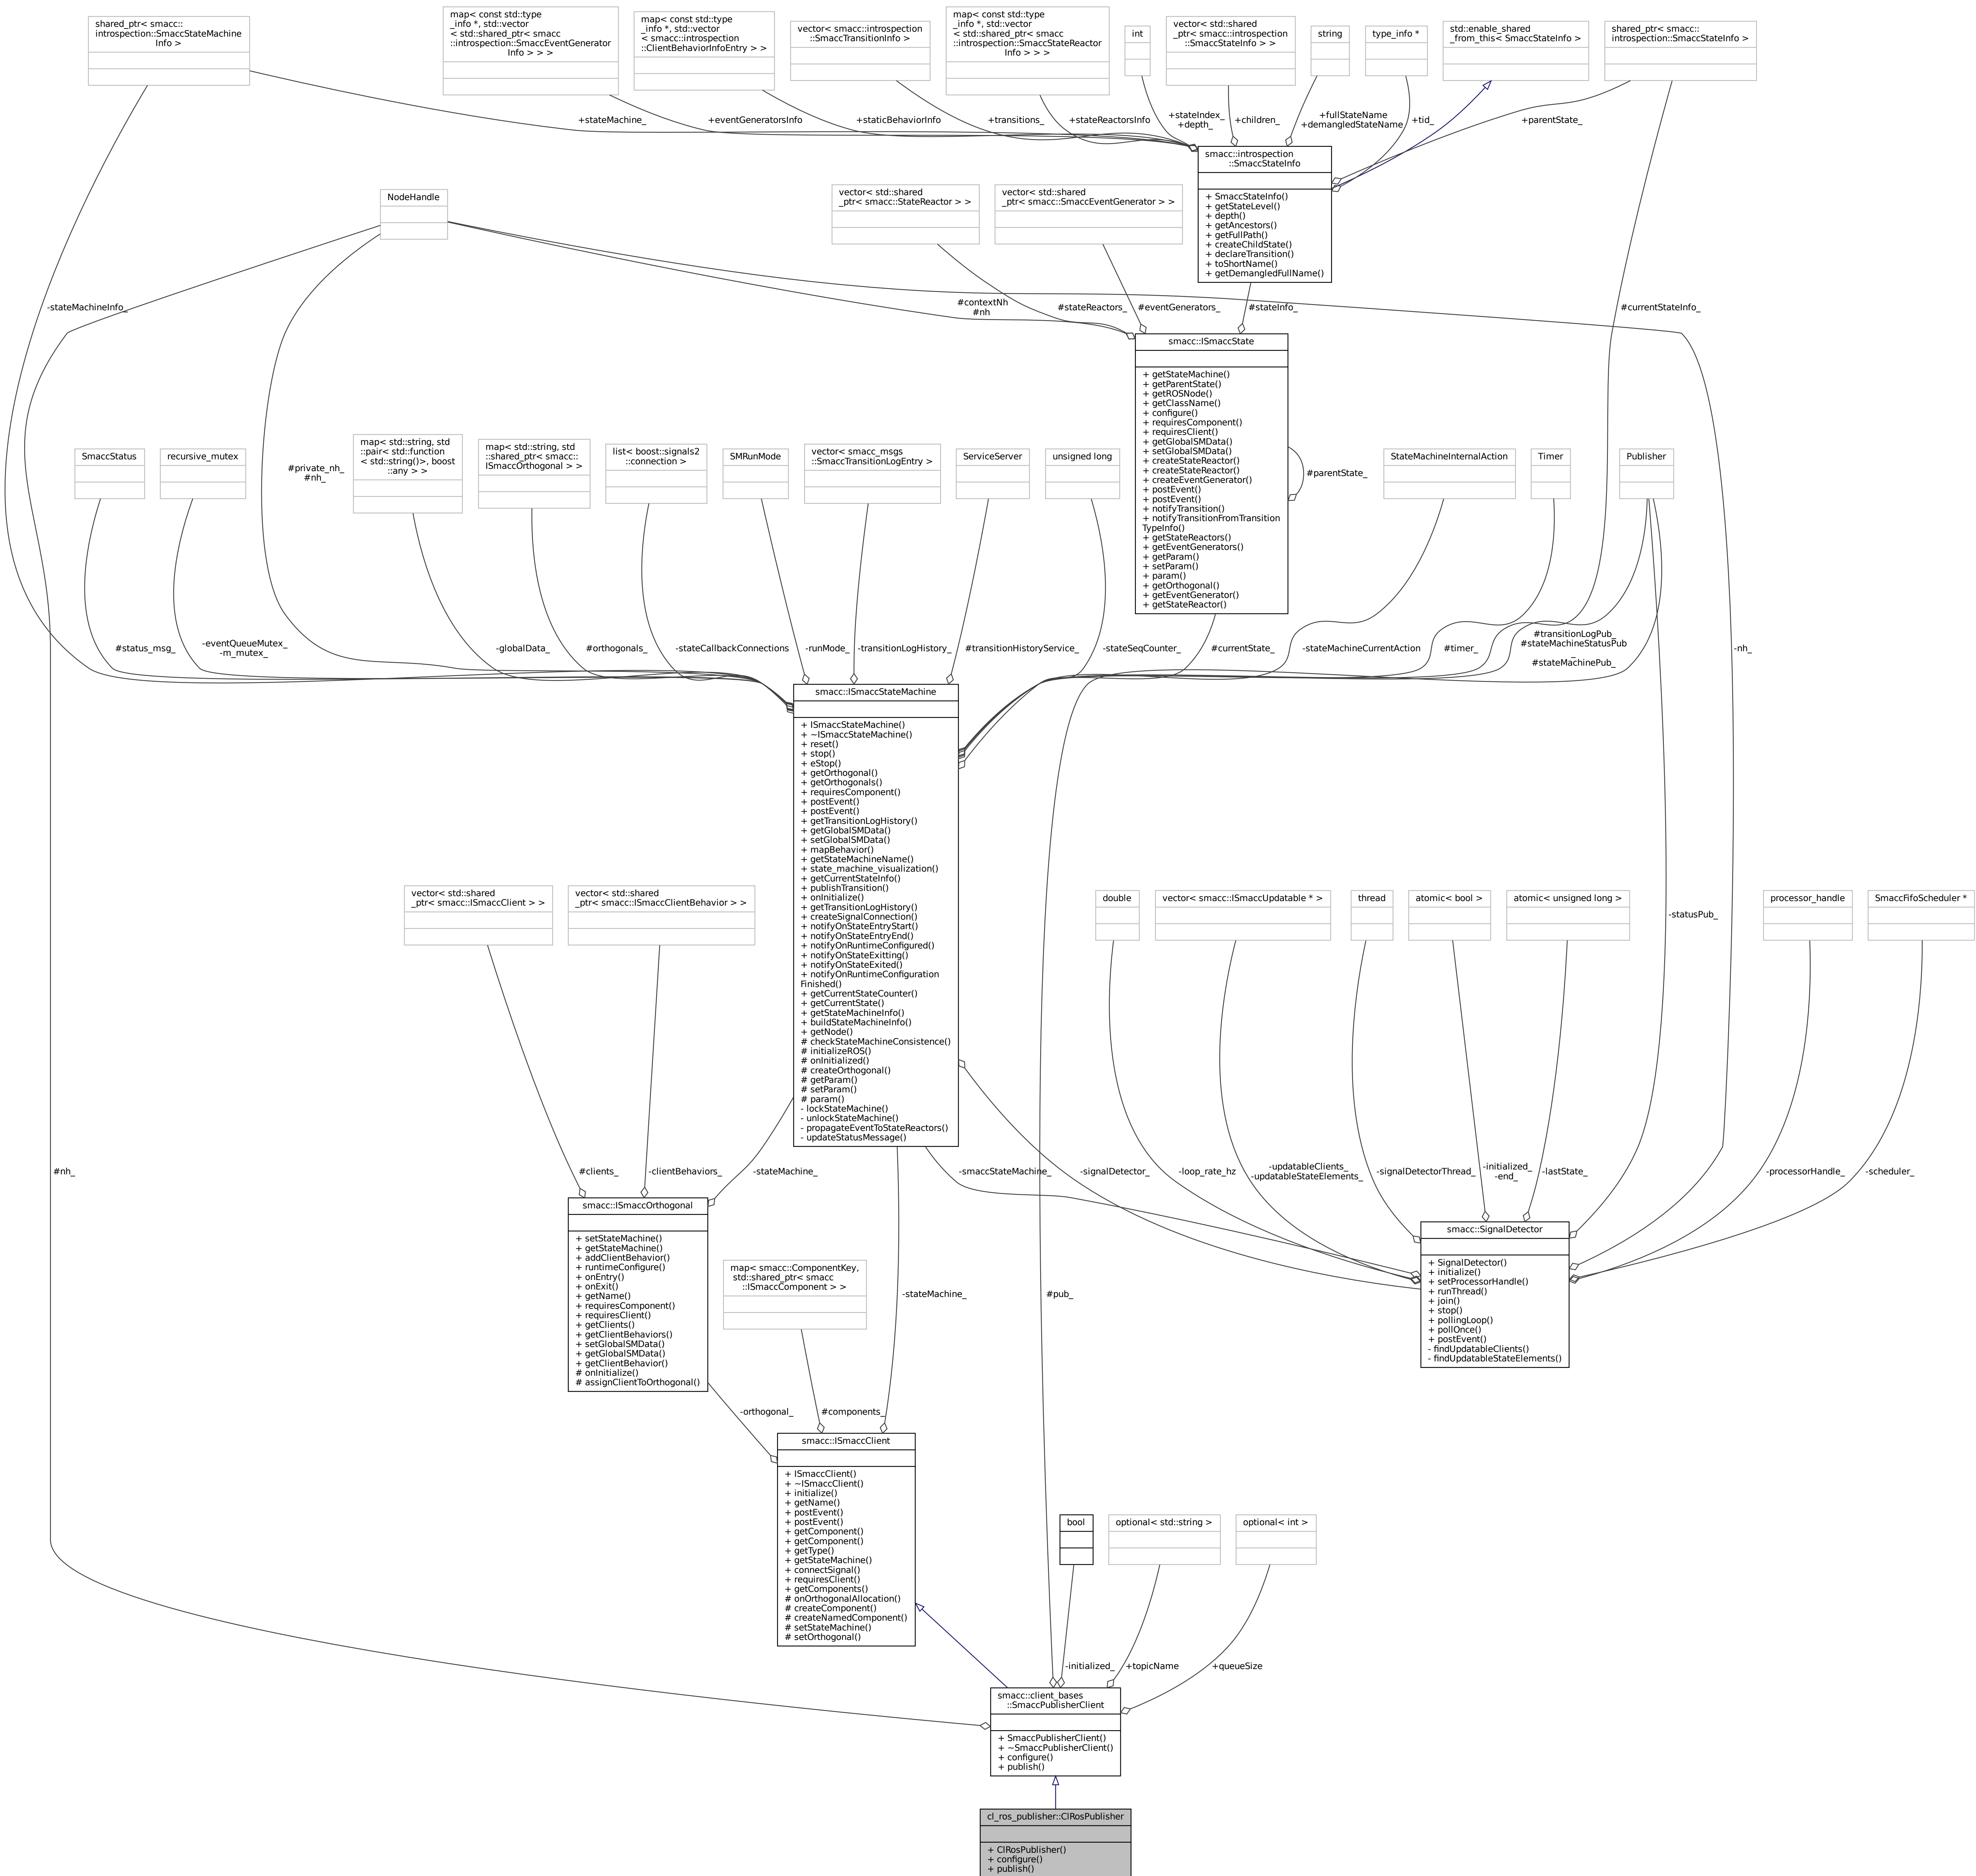 shared_ptr< smacc::
introspection::SmaccStateMachine
Info >
map< const std::type
_info *, std::vector
< std::shared_ptr< smacc
::introspection::SmaccEventGenerator
Info > > >
map< const std::type
_info *, std::vector
< smacc::introspection
::ClientBehaviorInfoEntry > >
vector< smacc::introspection
::SmaccTransitionInfo >
map< const std::type
_info *, std::vector
< std::shared_ptr< smacc
::introspection::SmaccStateReactor
Info > > >
int
vector< std::shared
_ptr< smacc::introspection
::SmaccStateInfo > >
string
type_info *
std::enable_shared
_from_this< SmaccStateInfo >
shared_ptr< smacc::
introspection::SmaccStateInfo >
+stateMachine_
+eventGeneratorsInfo
+staticBehaviorInfo
+transitions_
+stateReactorsInfo
+stateIndex_
+depth_
+children_
+fullStateName
+demangledStateName
+tid_
+parentState_
smacc::introspection
::SmaccStateInfo
+ SmaccStateInfo()
+ getStateLevel()
+ depth()
+ getAncestors()
+ getFullPath()
+ createChildState()
+ declareTransition()
+ toShortName()
+ getDemangledFullName()
NodeHandle
vector< std::shared
_ptr< smacc::StateReactor > >
vector< std::shared
_ptr< smacc::SmaccEventGenerator > >
-stateMachineInfo_
#contextNh
#nh
#stateReactors_
#eventGenerators_
#stateInfo_
#currentStateInfo_
smacc::ISmaccState
+ getStateMachine()
+ getParentState()
+ getROSNode()
+ getClassName()
+ configure()
+ requiresComponent()
+ requiresClient()
+ getGlobalSMData()
+ setGlobalSMData()
+ createStateReactor()
+ createStateReactor()
+ createEventGenerator()
+ postEvent()
+ postEvent()
+ notifyTransition()
+ notifyTransitionFromTransition
TypeInfo()
+ getStateReactors()
+ getEventGenerators()
+ getParam()
+ setParam()
+ param()
+ getOrthogonal()
+ getEventGenerator()
+ getStateReactor()
#parentState_
SmaccStatus
recursive_mutex
#private_nh_
#nh_
map< std::string, std
::pair< std::function
< std::string()>, boost
::any > >
map< std::string, std
::shared_ptr< smacc::
ISmaccOrthogonal > >
list< boost::signals2
::connection >
SMRunMode
vector< smacc_msgs
::SmaccTransitionLogEntry >
ServiceServer
unsigned long
StateMachineInternalAction
Timer
Publisher
#status_msg_
-eventQueueMutex_
-m_mutex_
-globalData_
#orthogonals_
-stateCallbackConnections
-runMode_
-transitionLogHistory_
#transitionHistoryService_
-stateSeqCounter_
#currentState_
-stateMachineCurrentAction
#timer_
#transitionLogPub_
#stateMachineStatusPub
_
#stateMachinePub_
-nh_
smacc::ISmaccStateMachine
+ ISmaccStateMachine()
+ ~ISmaccStateMachine()
+ reset()
+ stop()
+ eStop()
+ getOrthogonal()
+ getOrthogonals()
+ requiresComponent()
+ postEvent()
+ postEvent()
+ getTransitionLogHistory()
+ getGlobalSMData()
+ setGlobalSMData()
+ mapBehavior()
+ getStateMachineName()
+ state_machine_visualization()
+ getCurrentStateInfo()
+ publishTransition()
+ onInitialize()
+ getTransitionLogHistory()
+ createSignalConnection()
+ notifyOnStateEntryStart()
+ notifyOnStateEntryEnd()
+ notifyOnRuntimeConfigured()
+ notifyOnStateExitting()
+ notifyOnStateExited()
+ notifyOnRuntimeConfiguration
Finished()
+ getCurrentStateCounter()
+ getCurrentState()
+ getStateMachineInfo()
+ buildStateMachineInfo()
+ getNode()
# checkStateMachineConsistence()
# initializeROS()
# onInitialized()
# createOrthogonal()
# getParam()
# setParam()
# param()
- lockStateMachine()
- unlockStateMachine()
- propagateEventToStateReactors()
- updateStatusMessage()
vector< std::shared
_ptr< smacc::ISmaccClient > >
vector< std::shared
_ptr< smacc::ISmaccClientBehavior > >
double
vector< smacc::ISmaccUpdatable * >
thread
atomic< bool >
atomic< unsigned long >
-statusPub_
processor_handle
SmaccFifoScheduler *
#nh_
#clients_
-clientBehaviors_
-stateMachine_
-smaccStateMachine_
-signalDetector_
-loop_rate_hz
-updatableClients_
-updatableStateElements_
-signalDetectorThread_
-initialized_
-end_
-lastState_
-processorHandle_
-scheduler_
smacc::ISmaccOrthogonal
+ setStateMachine()
+ getStateMachine()
+ addClientBehavior()
+ runtimeConfigure()
+ onEntry()
+ onExit()
+ getName()
+ requiresComponent()
+ requiresClient()
+ getClients()
+ getClientBehaviors()
+ setGlobalSMData()
+ getGlobalSMData()
+ getClientBehavior()
# onInitialize()
# assignClientToOrthogonal()
map< smacc::ComponentKey,
std::shared_ptr< smacc
::ISmaccComponent > >
-stateMachine_
#pub_
smacc::SignalDetector
+ SignalDetector()
+ initialize()
+ setProcessorHandle()
+ runThread()
+ join()
+ stop()
+ pollingLoop()
+ pollOnce()
+ postEvent()
- findUpdatableClients()
- findUpdatableStateElements()
-orthogonal_
#components_
smacc::ISmaccClient
+ ISmaccClient()
+ ~ISmaccClient()
+ initialize()
+ getName()
+ postEvent()
+ postEvent()
+ getComponent()
+ getComponent()
+ getType()
+ getStateMachine()
+ connectSignal()
+ requiresClient()
+ getComponents()
# onOrthogonalAllocation()
# createComponent()
# createNamedComponent()
# setStateMachine()
# setOrthogonal()
bool
optional< std::string >
optional< int >
-initialized_
+topicName
+queueSize
smacc::client_bases
::SmaccPublisherClient
+ SmaccPublisherClient()
+ ~SmaccPublisherClient()
+ configure()
+ publish()
cl_ros_publisher::ClRosPublisher
+ ClRosPublisher()
+ configure()
+ publish()